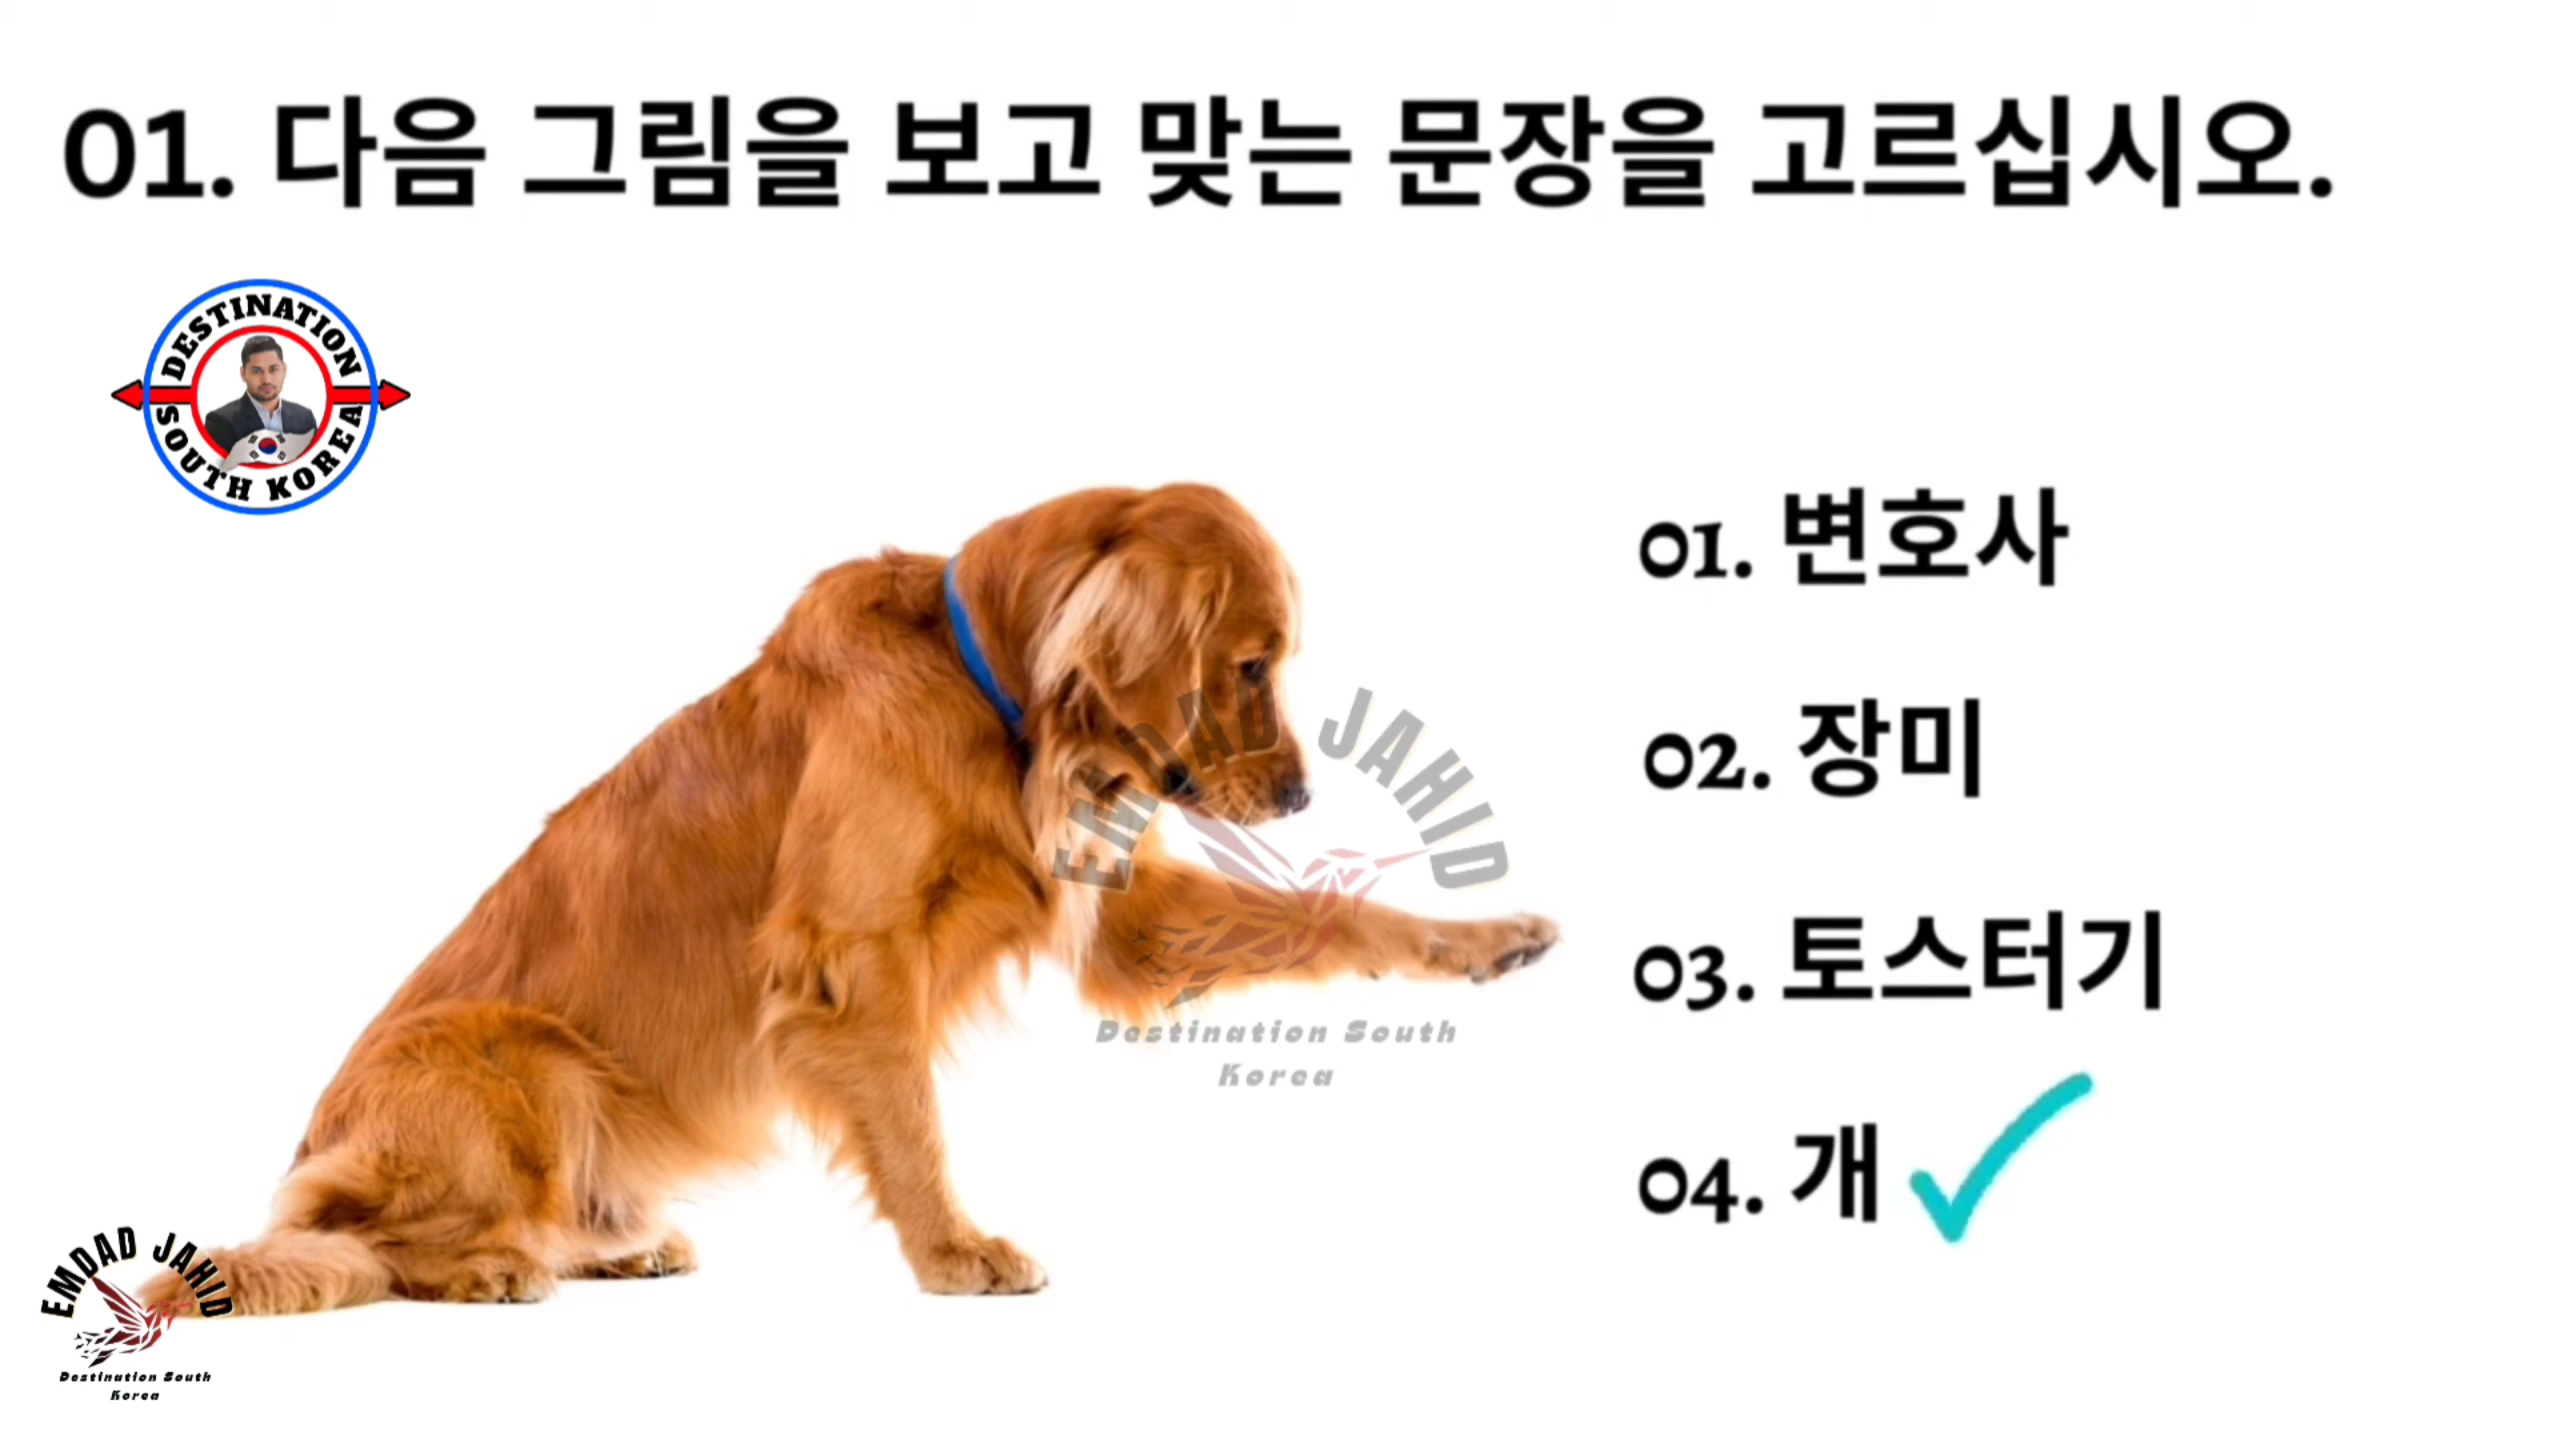 01. 다음 그림을 보고 맞는 문장을 고르십시오.
DESTINATION
SOUTH KOREA
01. 변호사
02. 장미
EMDAD JAHID
Destination South
Korea
03. 토스터기
04. 개
EMDAD JAHID
Destination South
Korea